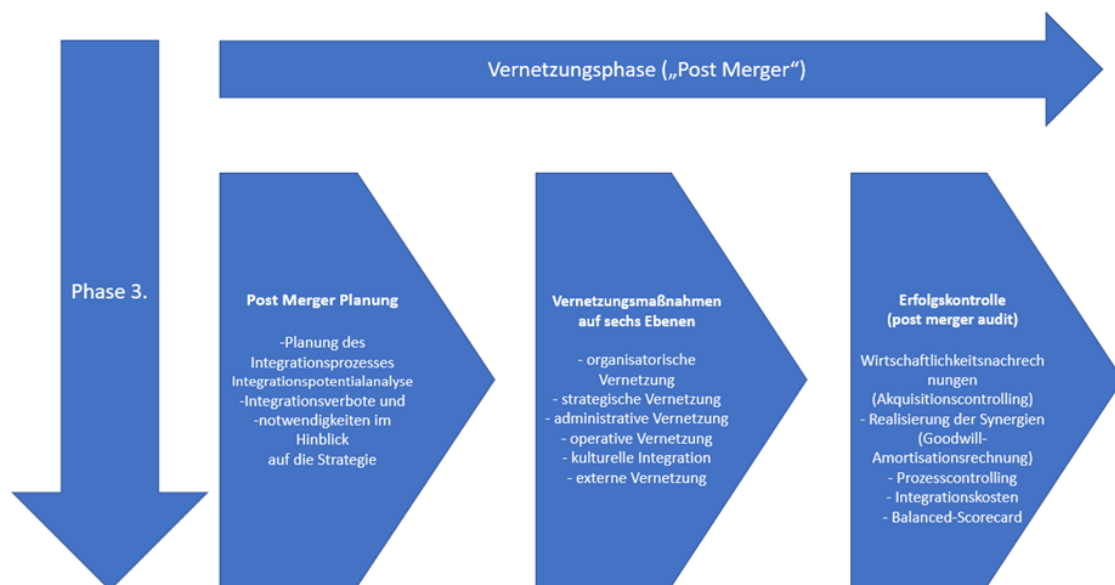 Vernetzungsphase („Post Merger“)
Phase 3.
Post Merger Planung
-Planung des
Integrationsprozesses
Integrationspotentialanalyse
-Integrationsverbote und
-notwendigkeiten im
Hinblick
auf die Strategie
Vernetzungsmaßnahmen
auf sechs Ebenen
- organisatorische
Vernetzung
- strategische Vernetzung
- administrative Vernetzung
- operative Vernetzung
- kulturelle Integration
- externe Vernetzung
Erfolgskontrolle
(post merger audit)
Wirtschaftlichkeitsnachrech
nungen
(Akquisitionscontrolling)
- Realisierung der Synergien
(Goodwill-
Amortisationsrechnung)
- Prozesscontrolling
- Integrationskosten
- Balanced-Scorecard